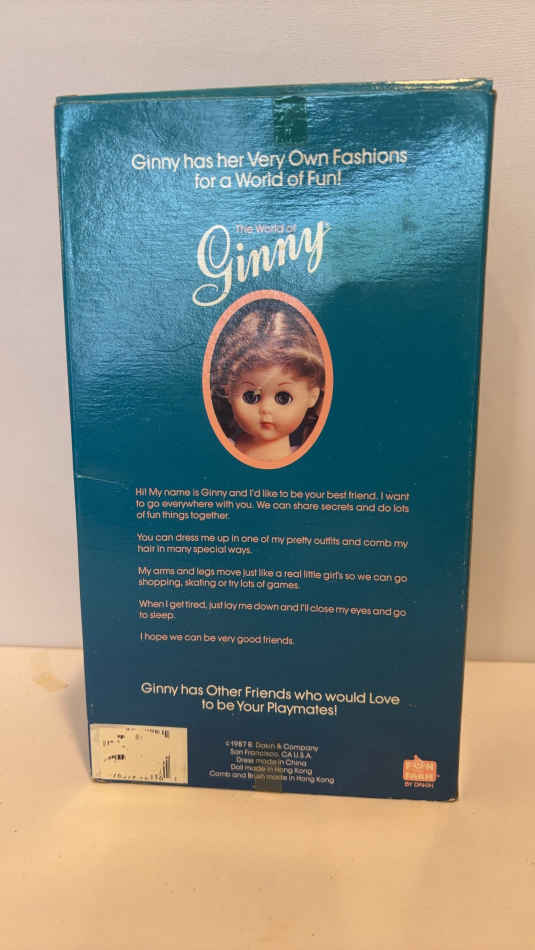 Ginny has her Very Own Fashions
for a World of Fun!
The World of
Ginny®
Hi! My name is Ginny and I'd like to be your best friend. I want
to go everywhere with you. We can share secrets and do lots
of fun things together.
You can dress me up in one of my pretty outfits and comb my
hair in many special ways.
My arms and legs move just like a real little girl's so we can go
shopping, skating or try lots of games.
When I get tired, just lay me down and I'll close my eyes and go
to sleep.
I hope we can be very good friends.
Ginny has Other Friends who would Love
to be Your Playmates!
©1987 R. Dakin & Company
San Francisco, CA U.S.A.
Dress made in China
Doll made in Hong Kong
Comb and Brush made in Hong Kong
FUN
FARM
BY DAKIN